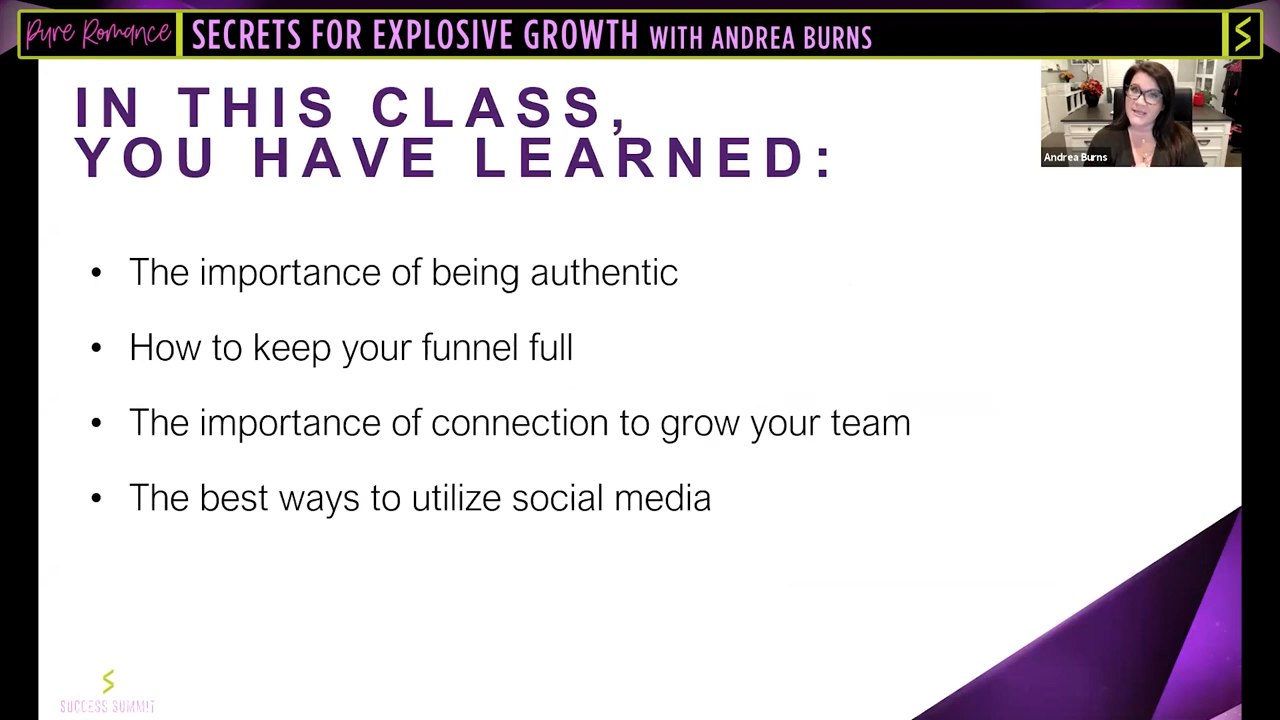 Pure Romance
SECRETS FOR EXPLOSIVE GROWTH WITH ANDREA BURNS
IN THIS CLASS,
YOU HAVE LEARNED:
Andrea Burns
• The importance of being authentic
• How to keep your funnel full
• The importance of connection to grow your team
• The best ways to utilize social media
SUCCESS SUMMIT